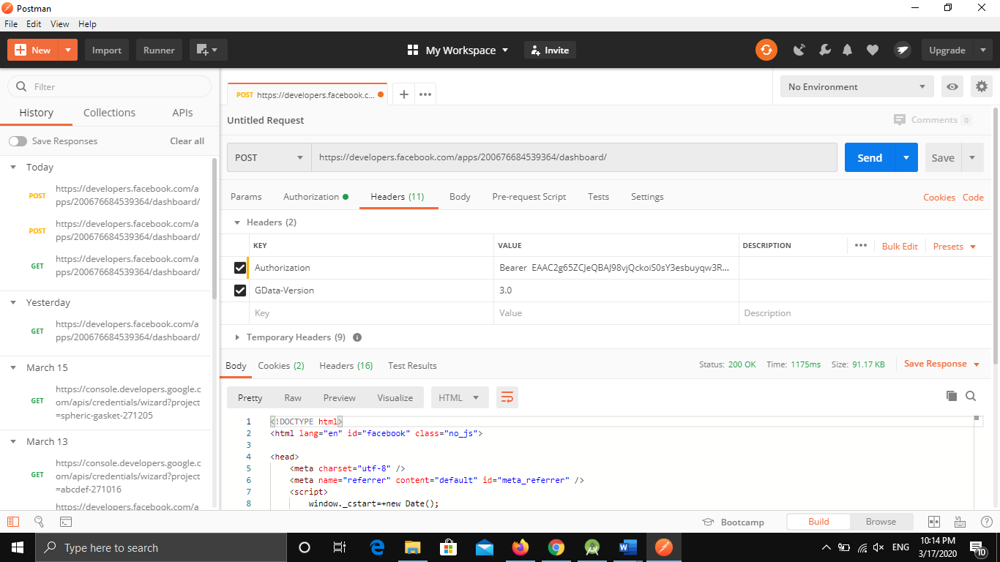 Postman
File Edit View Help
New Import Runner My Workspace Invite Upgrade
Filter
History Collections APIs
Save Responses Clear all
Today
POST https://developers.facebook.com/a
pps/200676684539364/dashboard/
POST https://developers.facebook.com/a
pps/200676684539364/dashboard/
GET https://developers.facebook.com/a
pps/200676684539364/dashboard/
Yesterday
GET https://developers.facebook.com/a
pps/200676684539364/dashboard/
March 15
GET https://console.developers.google.c
om/apis/credentials/wizard?project
=spheric-gasket-271205
March 13
GET https://console.developers.google.c
om/apis/credentials/wizard?project
=abcdef-271016
https://developers.facebook.com/a
POST https://developers.facebook.c...
No Environment
Untitled Request
Comments 0
POST https://developers.facebook.com/apps/200676684539364/dashboard/ Send Save
Params Authorization Headers (11) Body Pre-request Script Tests Settings Cookies Code
Headers (2)
KEY VALUE DESCRIPTION ••• Bulk Edit Presets
Authorization Bearer EAAC2g65ZCJeQBAJ98vjQckoiS0sY3esbuyqw3R...
GData-Version 3.0
Key Value Description
Temporary Headers (9)
Body Cookies (2) Headers (16) Test Results Status: 200 OK Time: 1175ms Size: 91.17 KB Save Response
Pretty Raw Preview Visualize HTML
1 <!DOCTYPE html>
2 <html lang="en" id="facebook" class="no_js">
3
4 <head>
5 <meta charset="utf-8" />
6 <meta name="referrer" content="default" id="meta_referrer" />
7 <script>
8 window._cstart=+new Date();
Bootcamp Build Browse
Type here to search
ENG
10:14 PM
3/17/2020
10